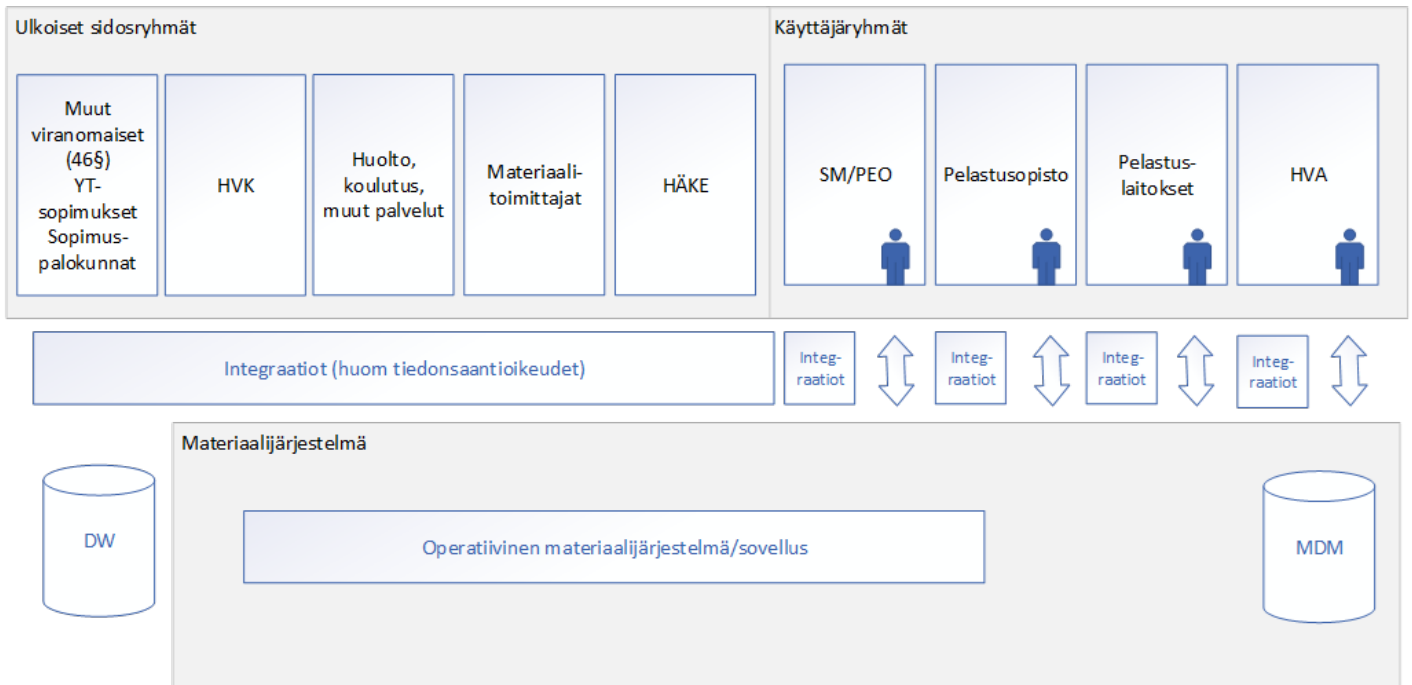 Ulkoiset sidosryhmät
Muut
viranomaiset
(46§)
YT-
sopimukset
Sopimus-
palokunnat
HVK
Huolto,
koulutus,
muut palvelut
Materiaali-
toimittajat
HÄKE
Käyttäjäryhmät
SM/PEO
Pelastusopisto
Pelastus-
laitokset
HVA
Integraatiot (huom tiedonsaantioikeudet)
Integ-
raatiot
Integ-
raatiot
Integ-
raatiot
Integ-
raatiot
Materiaalijärjestelmä
DW
Operatiivinen materiaalijärjestelmä/sovellus
MDM